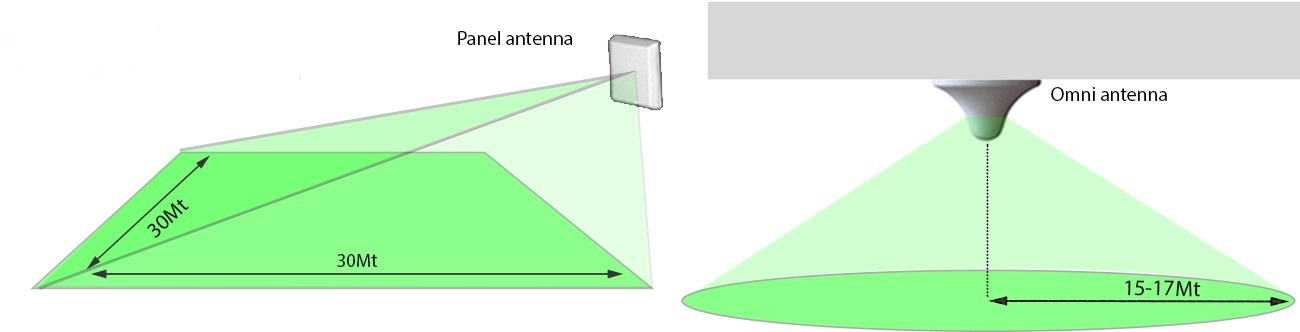 Panel antenna
30Mt
30Mt
Omni antenna
15-17Mt